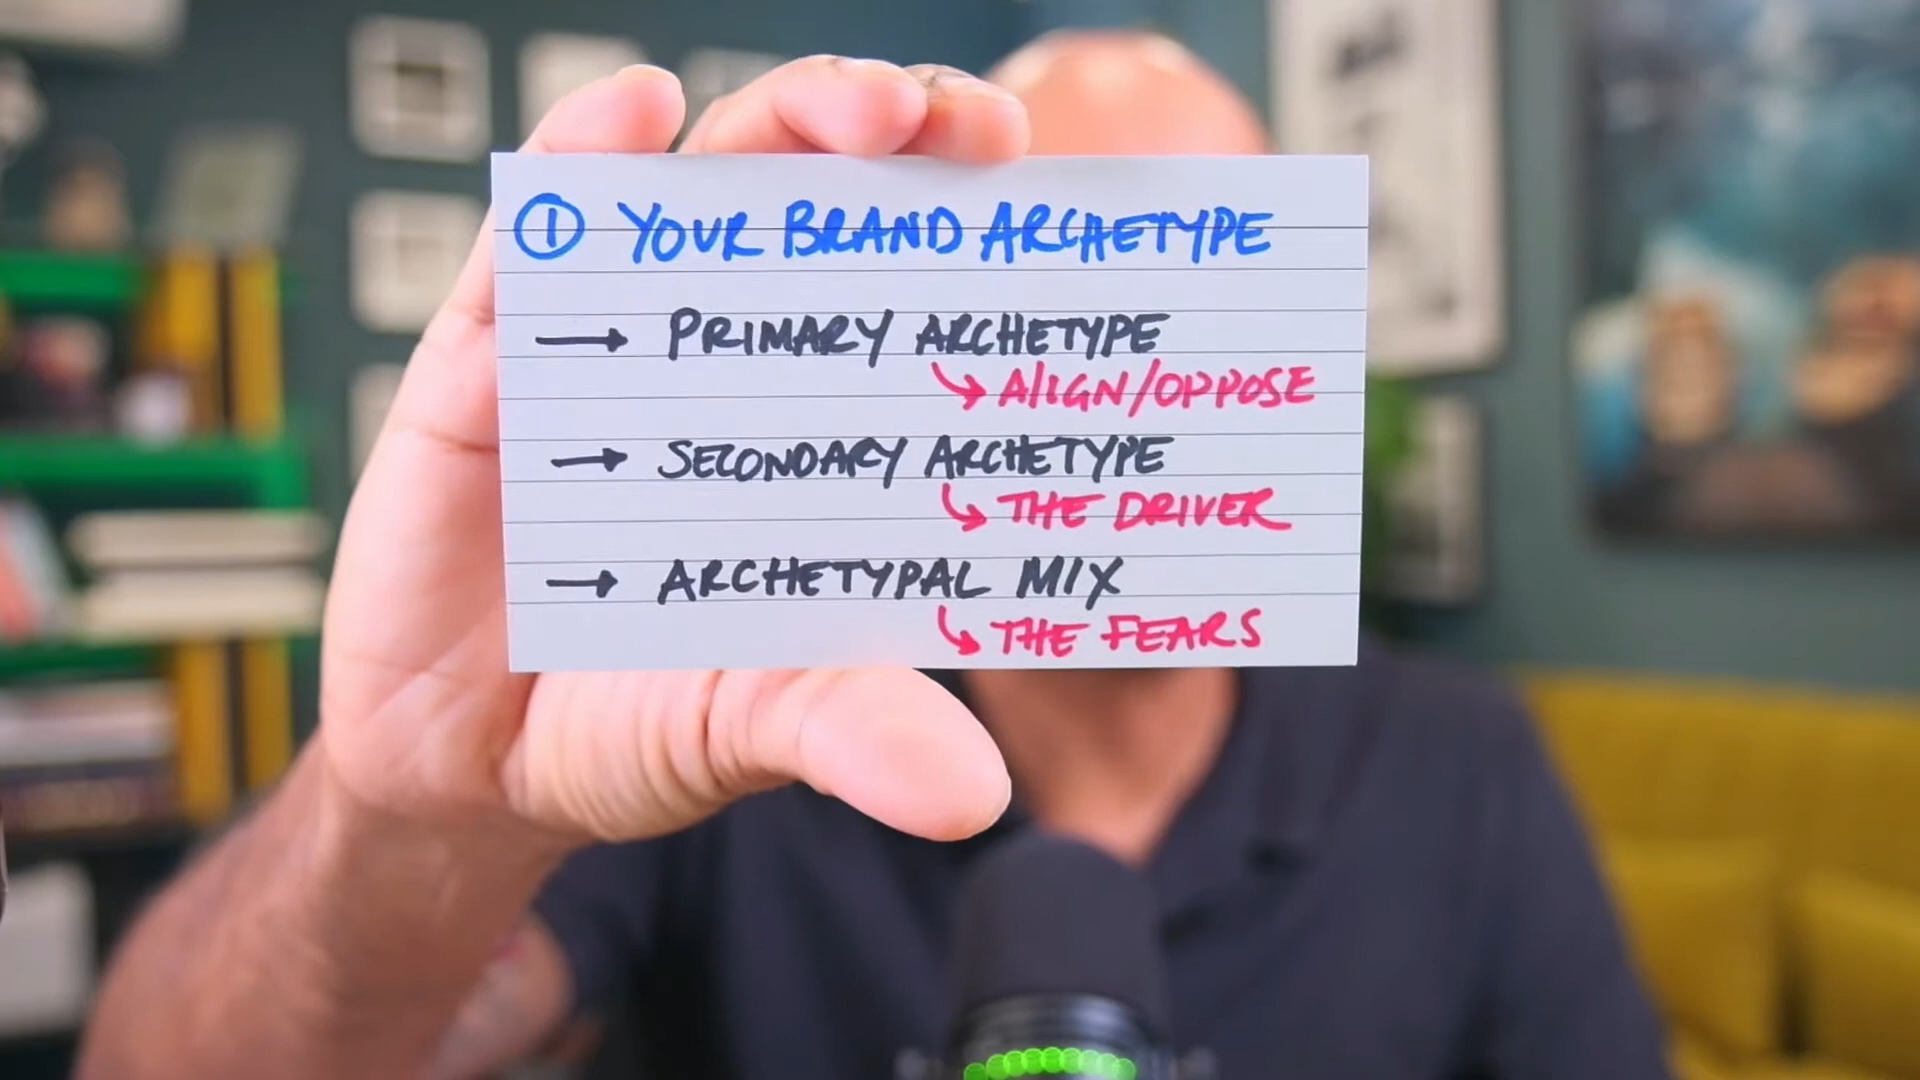 ① YOUR BRAND ARCHETYPE
→ PRIMARY ARCHETYPE
↳ ALIGN/OPPOSE
→ SECONDARY ARCHETYPE
↳ THE DRIVER
→ ARCHETYPAL MIX
↳ THE FEARS